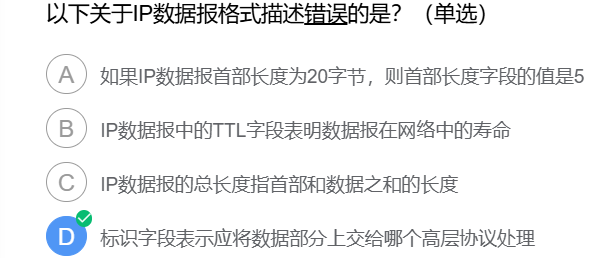 以下关于IP数据报格式描述错误的是？（单选）
A 如果IP数据报首部长度为20字节，则首部长度字段的值是5
B IP数据报中的TTL字段表明数据报在网络中的寿命
C IP数据报的总长度指首部和数据之和的长度
D 标识字段表示应将数据部分上交给哪个高层协议处理